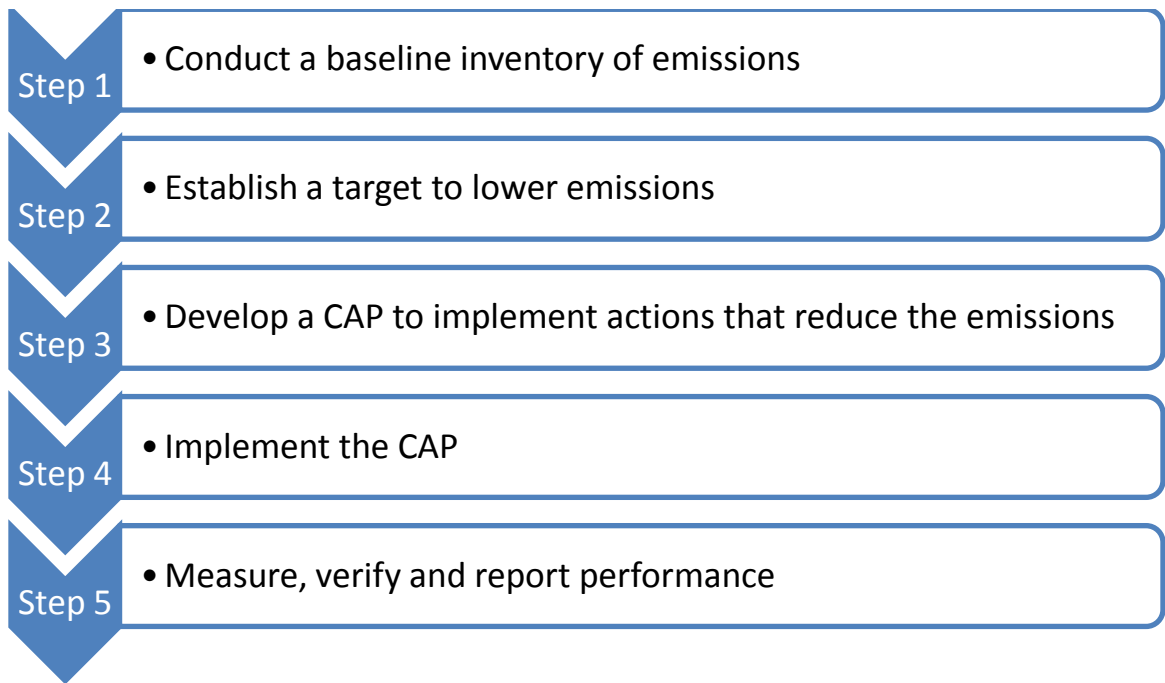 Step 1
• Conduct a baseline inventory of emissions
Step 2
• Establish a target to lower emissions
Step 3
• Develop a CAP to implement actions that reduce the emissions
Step 4
• Implement the CAP
Step 5
• Measure, verify and report performance